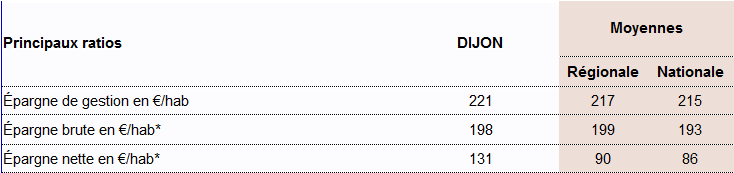 Moyennes
Principaux ratios DIJON
Régionale Nationale
Épargne de gestion en €/hab 221 217 215
Épargne brute en €/hab* 198 199 193
Épargne nette en €/hab* 131 90 86